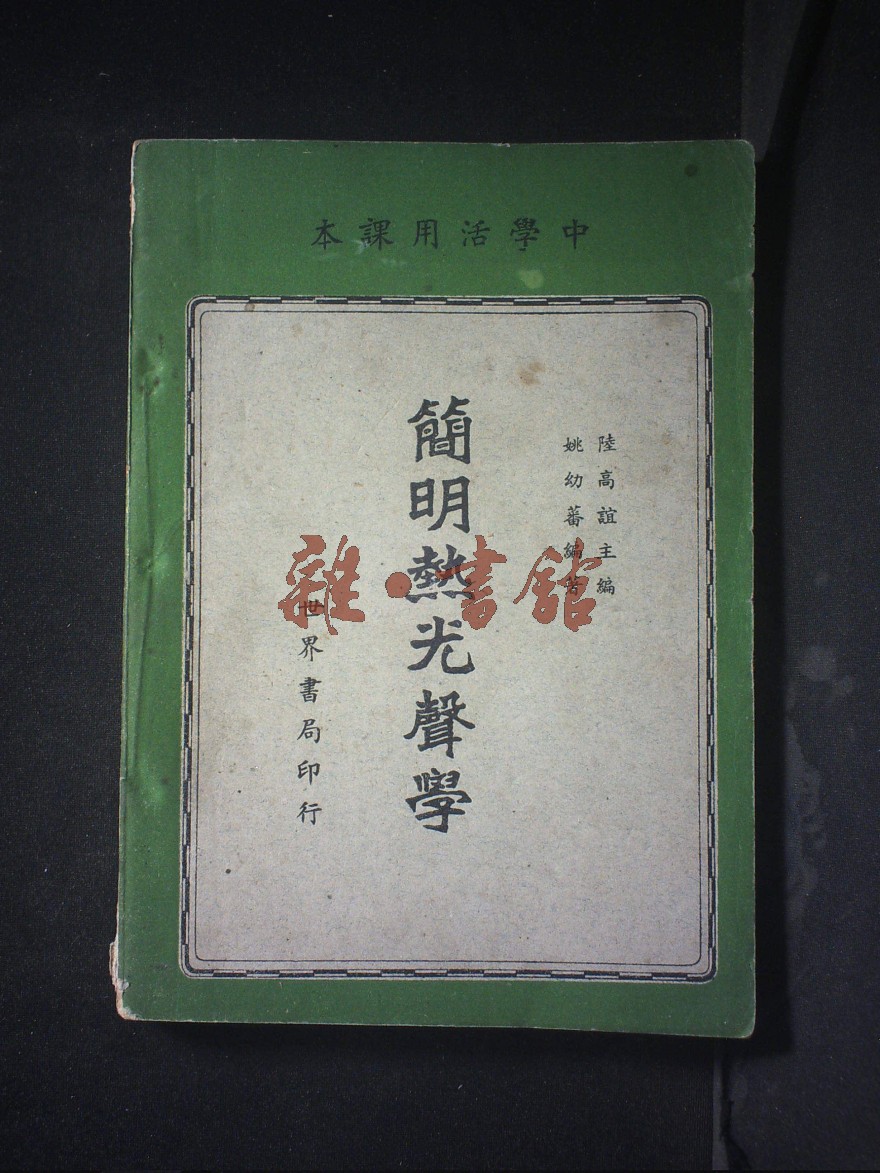 中學活用課本
陸高誼主編
姚幼蕃編著
簡明熱光聲學
世界書局印行
雜·書館